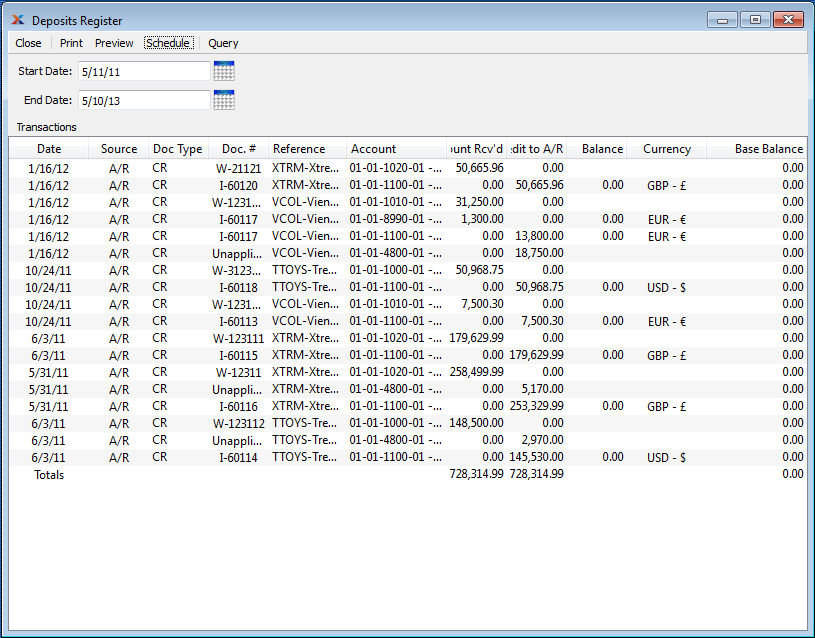 Deposits Register
Close Print Preview Schedule Query
Start Date: 5/11/11
End Date: 5/10/13
Transactions
Date Source Doc Type Doc. # Reference Account unt Rcv'd dit to A/R Balance Currency Base Balance
1/16/12 A/R CR W-21121 XTRM-Xtre... 01-01-1020-01 -... 50,665.96 0.00 0.00
1/16/12 A/R CR I-60120 XTRM-Xtre... 01-01-1100-01 -... 0.00 50,665.96 0.00 GBP - £ 0.00
1/16/12 A/R CR W-1231... VCOL-Vien... 01-01-1010-01 -... 31,250.00 0.00 0.00
1/16/12 A/R CR I-60117 VCOL-Vien... 01-01-8990-01 -... 1,300.00 0.00 0.00 EUR - € 0.00
1/16/12 A/R CR I-60117 VCOL-Vien... 01-01-1100-01 -... 0.00 13,800.00 0.00 EUR - € 0.00
1/16/12 A/R CR Unappli... VCOL-Vien... 01-01-4800-01 -... 0.00 18,750.00 0.00
10/24/11 A/R CR W-3123... TTOYS-Tre... 01-01-1000-01 -... 50,968.75 0.00 0.00
10/24/11 A/R CR I-60118 TTOYS-Tre... 01-01-1100-01 -... 0.00 50,968.75 0.00 USD - $ 0.00
10/24/11 A/R CR W-1231... VCOL-Vien... 01-01-1010-01 -... 7,500.30 0.00 0.00
10/24/11 A/R CR I-60113 VCOL-Vien... 01-01-1100-01 -... 0.00 7,500.30 0.00 EUR - € 0.00
6/3/11 A/R CR W-123111 XTRM-Xtre... 01-01-1020-01 -... 179,629.99 0.00 0.00
6/3/11 A/R CR I-60115 XTRM-Xtre... 01-01-1100-01 -... 0.00 179,629.99 0.00 GBP - £ 0.00
5/31/11 A/R CR W-12311 XTRM-Xtre... 01-01-1020-01 -... 258,499.99 0.00 0.00
5/31/11 A/R CR Unappli... XTRM-Xtre... 01-01-4800-01 -... 0.00 5,170.00 0.00
5/31/11 A/R CR I-60116 XTRM-Xtre... 01-01-1100-01 -... 0.00 253,329.99 0.00 GBP - £ 0.00
6/3/11 A/R CR W-123112 TTOYS-Tre... 01-01-1000-01 -... 148,500.00 0.00 0.00
6/3/11 A/R CR Unappli... TTOYS-Tre... 01-01-4800-01 -... 0.00 2,970.00 0.00
6/3/11 A/R CR I-60114 TTOYS-Tre... 01-01-1100-01 -... 0.00 145,530.00 0.00 USD - $ 0.00
Totals 728,314.99 728,314.99 0.00